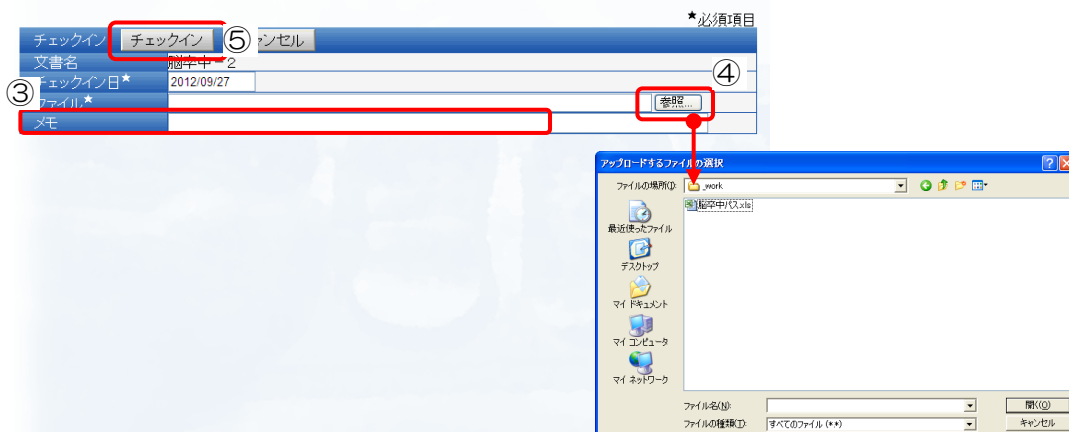 ★必須項目
チェックイン チェックイン ⑤ ャンセル
文書名 脳卒中－2
チェックイン日★ 2012/09/27
④
③ ファイル★ 参照...
メモ
アップロードするファイルの選択
ファイルの場所(I): _work
脳卒中パス.xls
最近使ったファイル
デスクトップ
マイ ドキュメント
マイ コンピュータ
マイ ネットワーク
ファイル名(N): 開く(O)
ファイルの種類(T): すべてのファイル (*.*) キャンセル